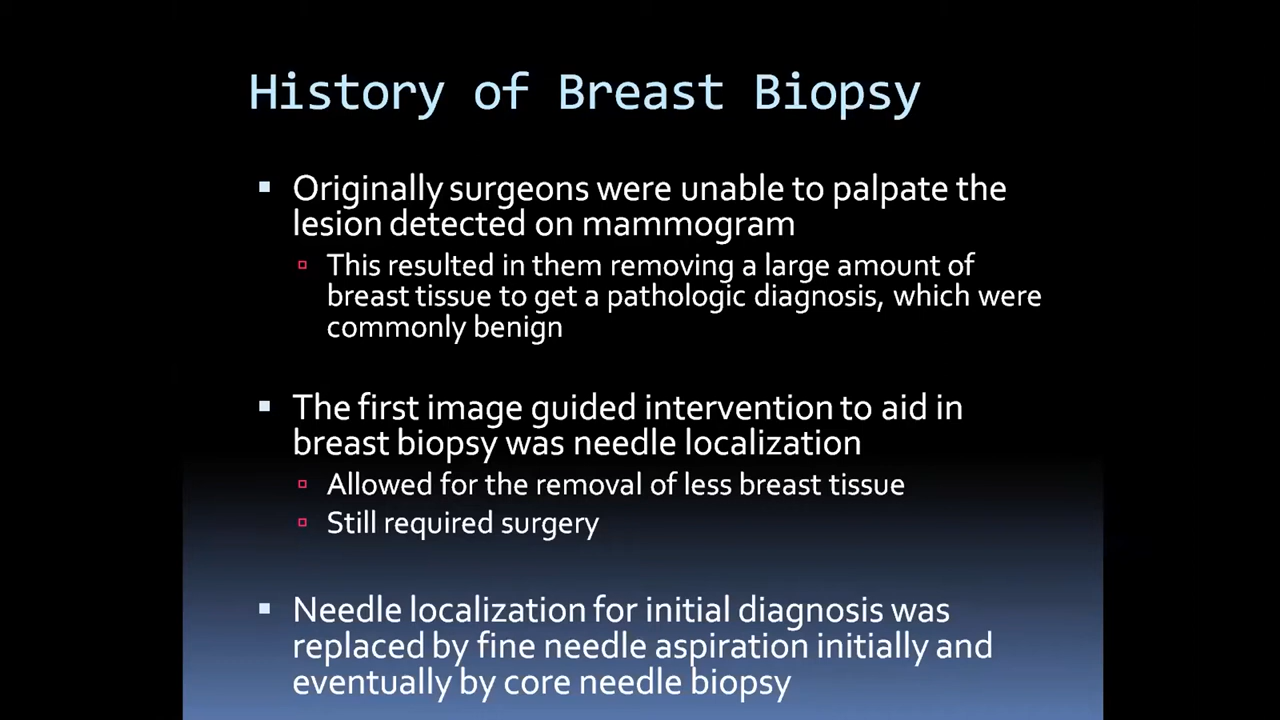 History of Breast Biopsy
Originally surgeons were unable to palpate the
lesion detected on mammogram
This resulted in them removing a large amount of
breast tissue to get a pathologic diagnosis, which were
commonly benign
The first image guided intervention to aid in
breast biopsy was needle localization
Allowed for the removal of less breast tissue
Still required surgery
Needle localization for initial diagnosis was
replaced by fine needle aspiration initially and
eventually by core needle biopsy